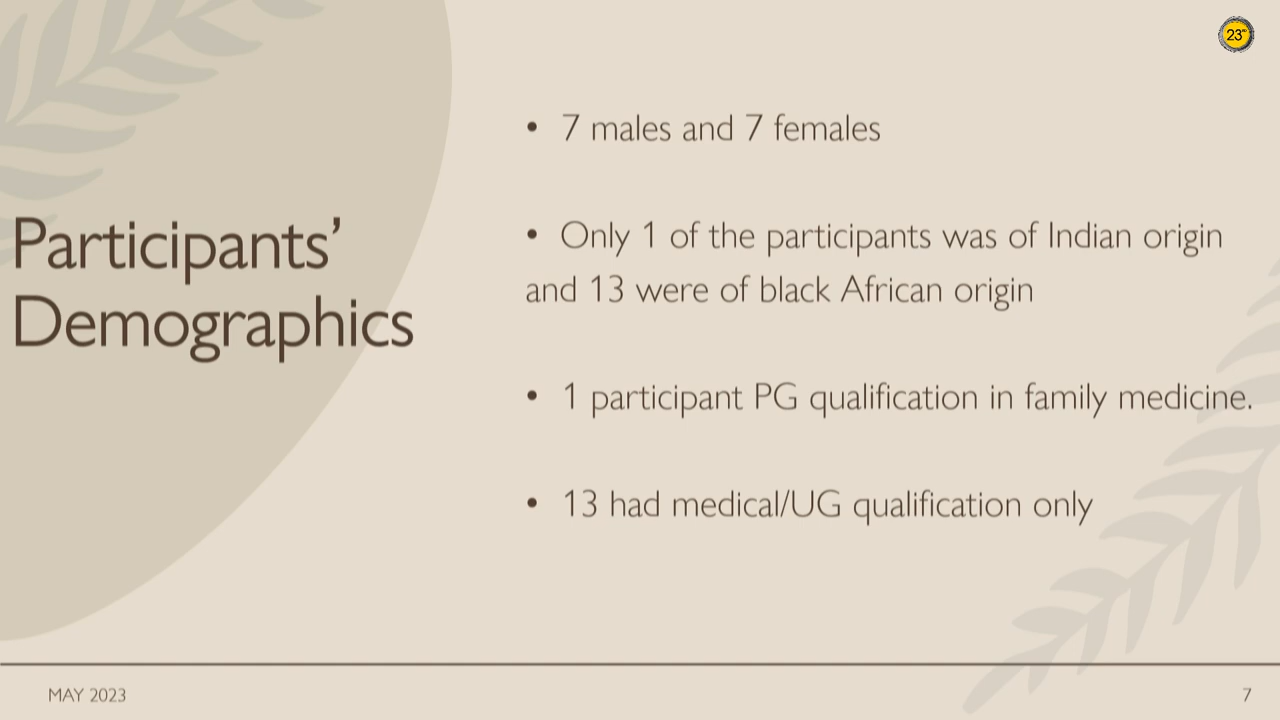 23RD
Participants’
Demographics
• 7 males and 7 females
• Only 1 of the participants was of Indian origin
and 13 were of black African origin
• 1 participant PG qualification in family medicine.
• 13 had medical/UG qualification only
MAY 2023
7